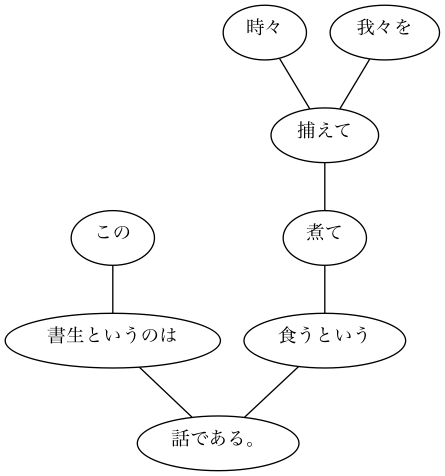 時々
我々を
捕えて
この
煮て
書生というのは
食うという
話である。